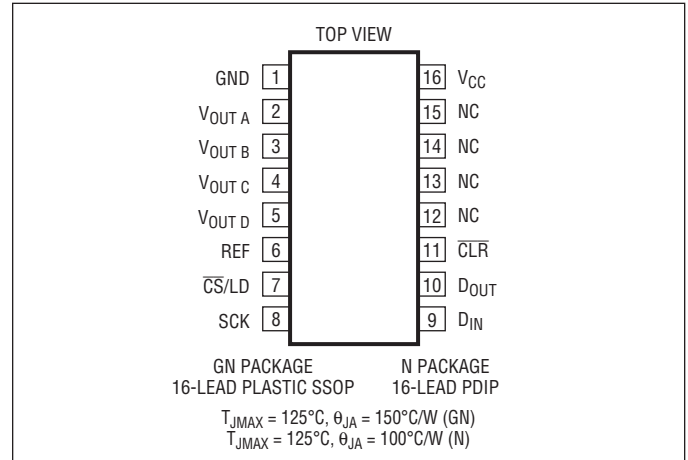 TOP VIEW
GND 1
16 VCC
VOUT A 2
15 NC
VOUT B 3
14 NC
VOUT C 4
13 NC
VOUT D 5
12 NC
REF 6
11 C̅L̅R̅
C̅S̅/LD 7
10 DOUT
SCK 8
9 DIN
GN PACKAGE
16-LEAD PLASTIC SSOP
N PACKAGE
16-LEAD PDIP
TJMAX = 125°C, θJA = 150°C/W (GN)
TJMAX = 125°C, θJA = 100°C/W (N)